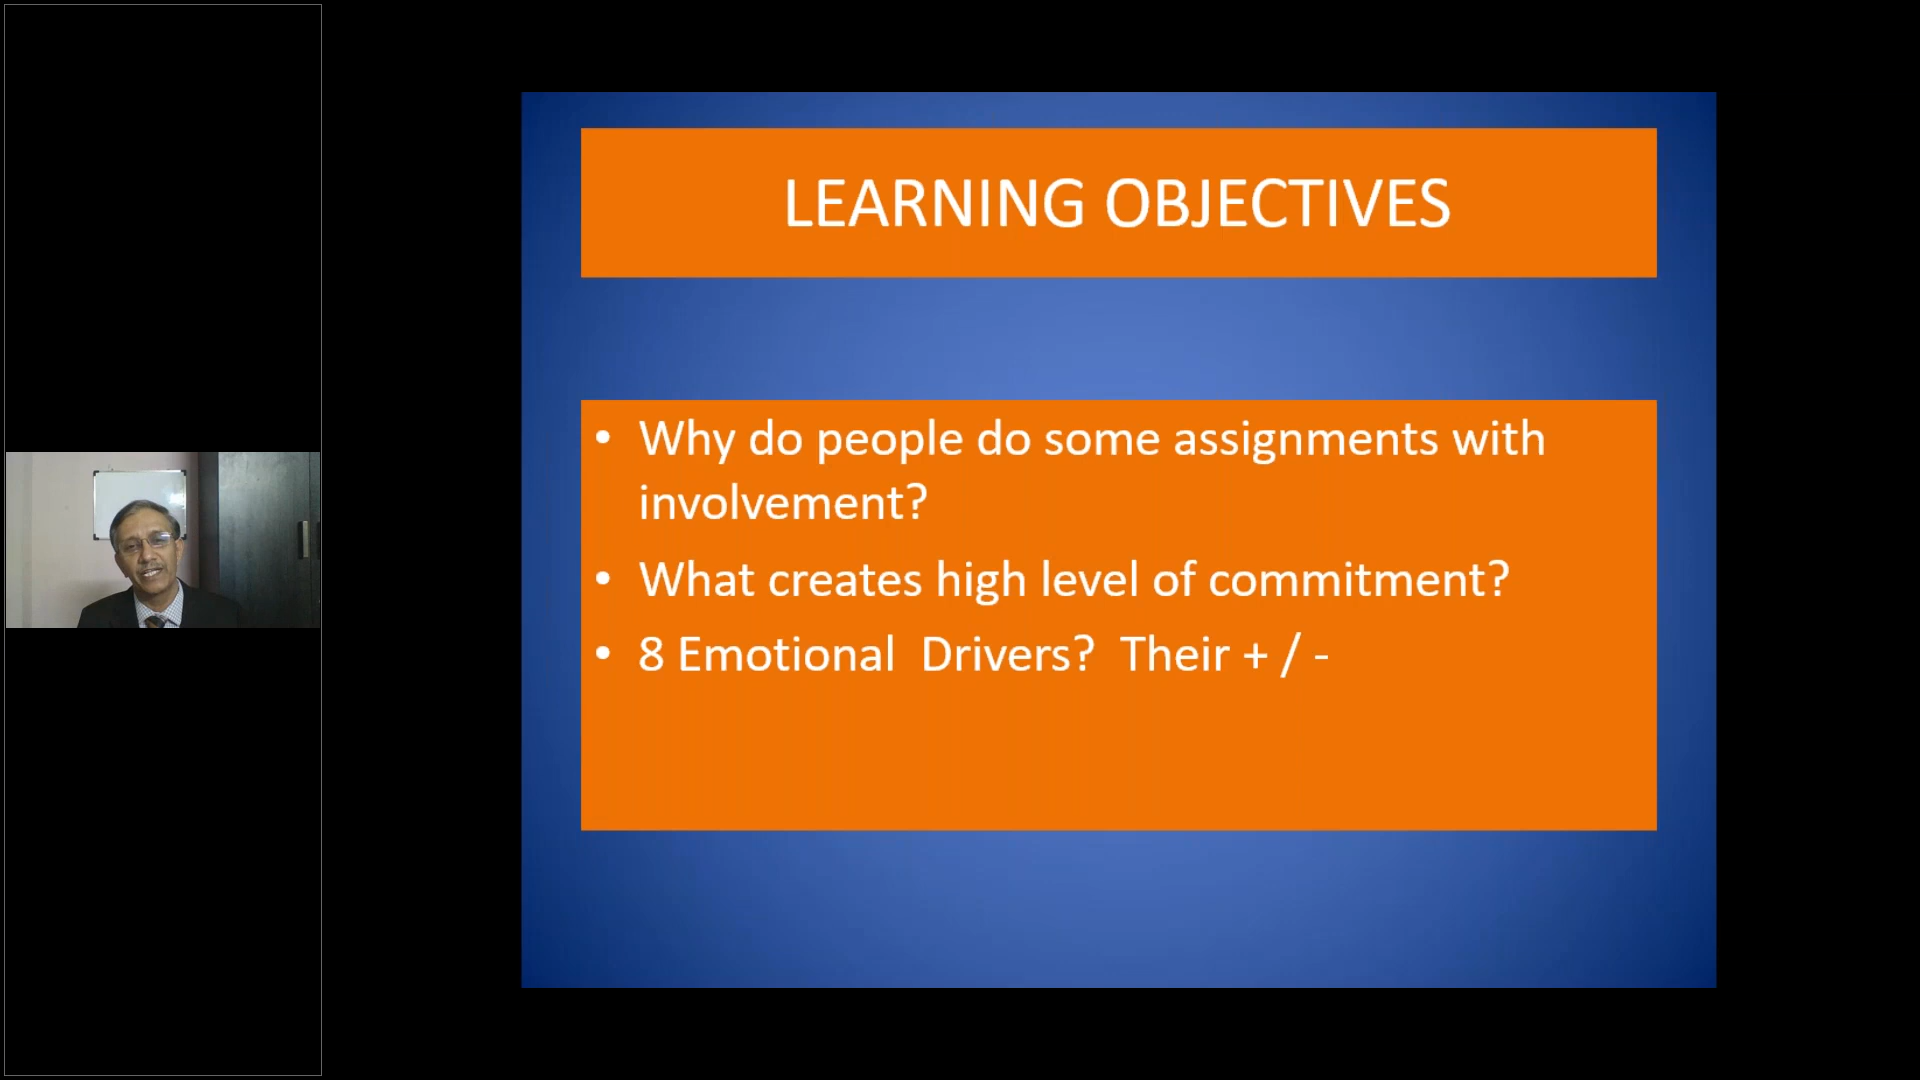 LEARNING OBJECTIVES
• Why do people do some assignments with
involvement?
• What creates high level of commitment?
• 8 Emotional Drivers? Their + / -